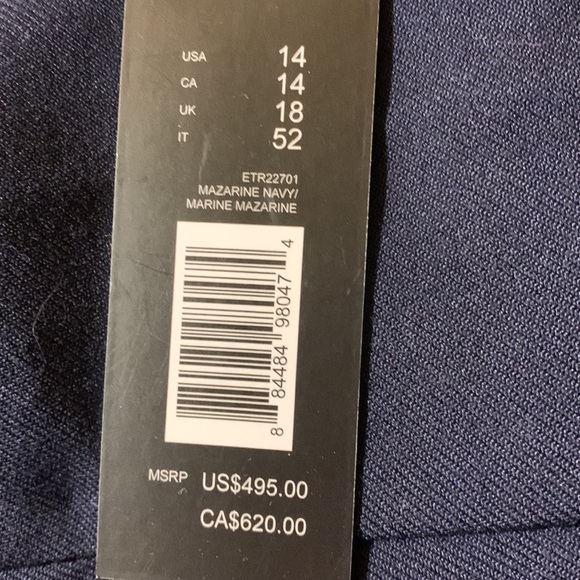 USA 14
CA 14
UK 18
IT 52
ETR22701
MAZARINE NAVY/
MARINE MAZARINE
8 84484 98047 4
MSRP US$495.00
CA$620.00